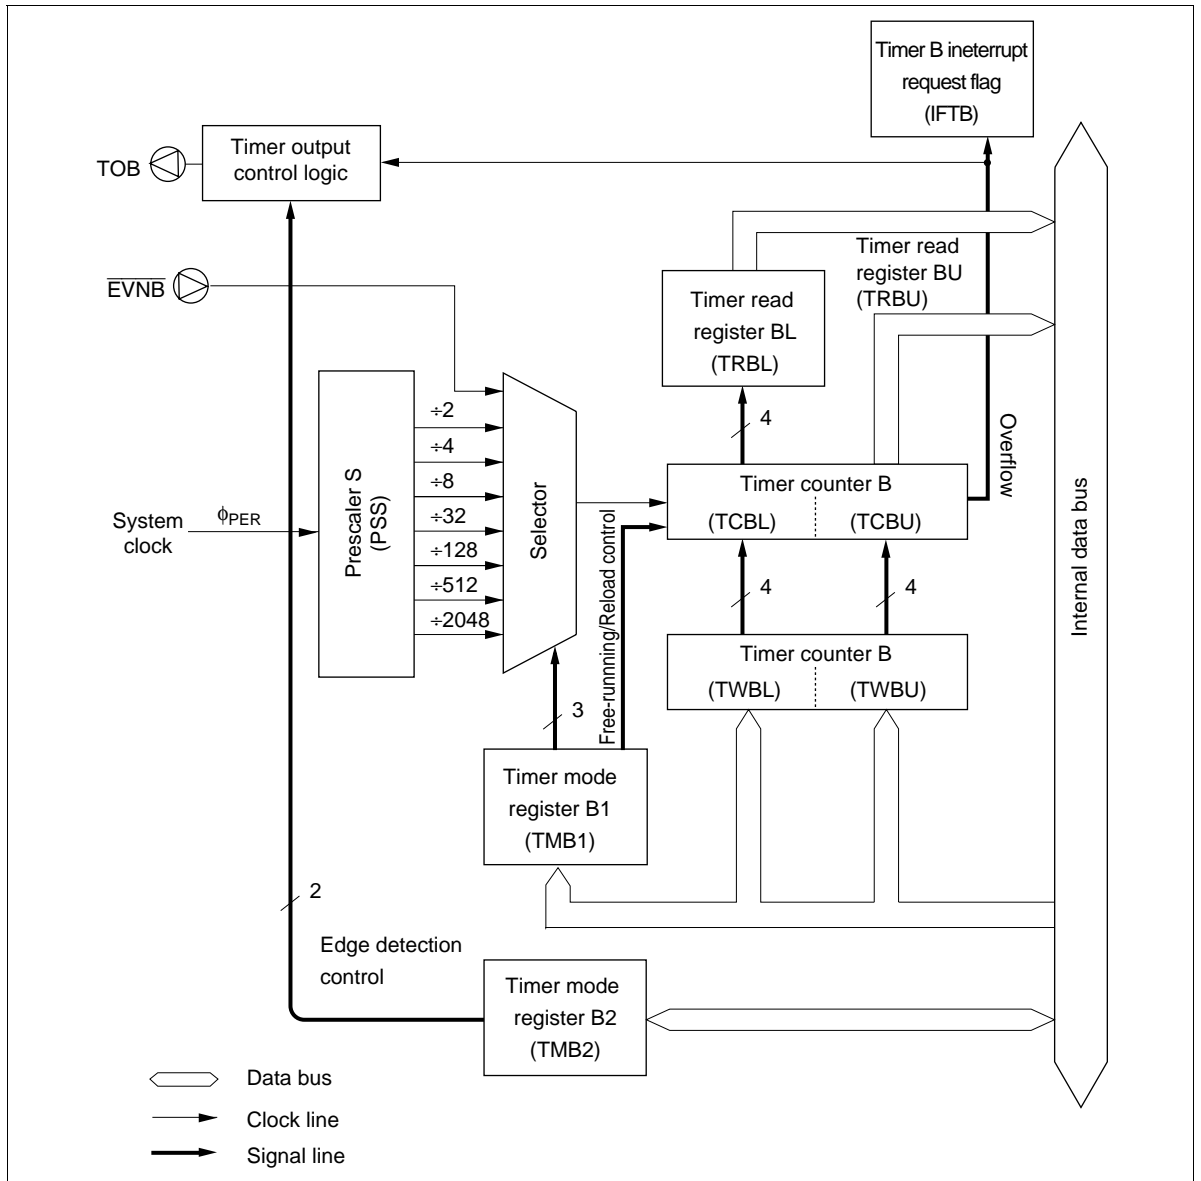 Timer B ineterrupt
request flag
(IFTB)
Timer output
control logic
TOB
EVNB
Timer read
register BU
(TRBU)
Timer read
register BL
(TRBL)
÷2
÷4
÷8
÷32
÷128
÷512
÷2048
4
Overflow
Prescaler S
(PSS)
Selector
System
clock
ϕPER
Timer counter B
(TCBL)
(TCBU)
Free-runnning/Reload control
Internal data bus
4
4
Timer counter B
(TWBL)
(TWBU)
3
Timer mode
register B1
(TMB1)
2
Edge detection
control
Timer mode
register B2
(TMB2)
Data bus
Clock line
Signal line